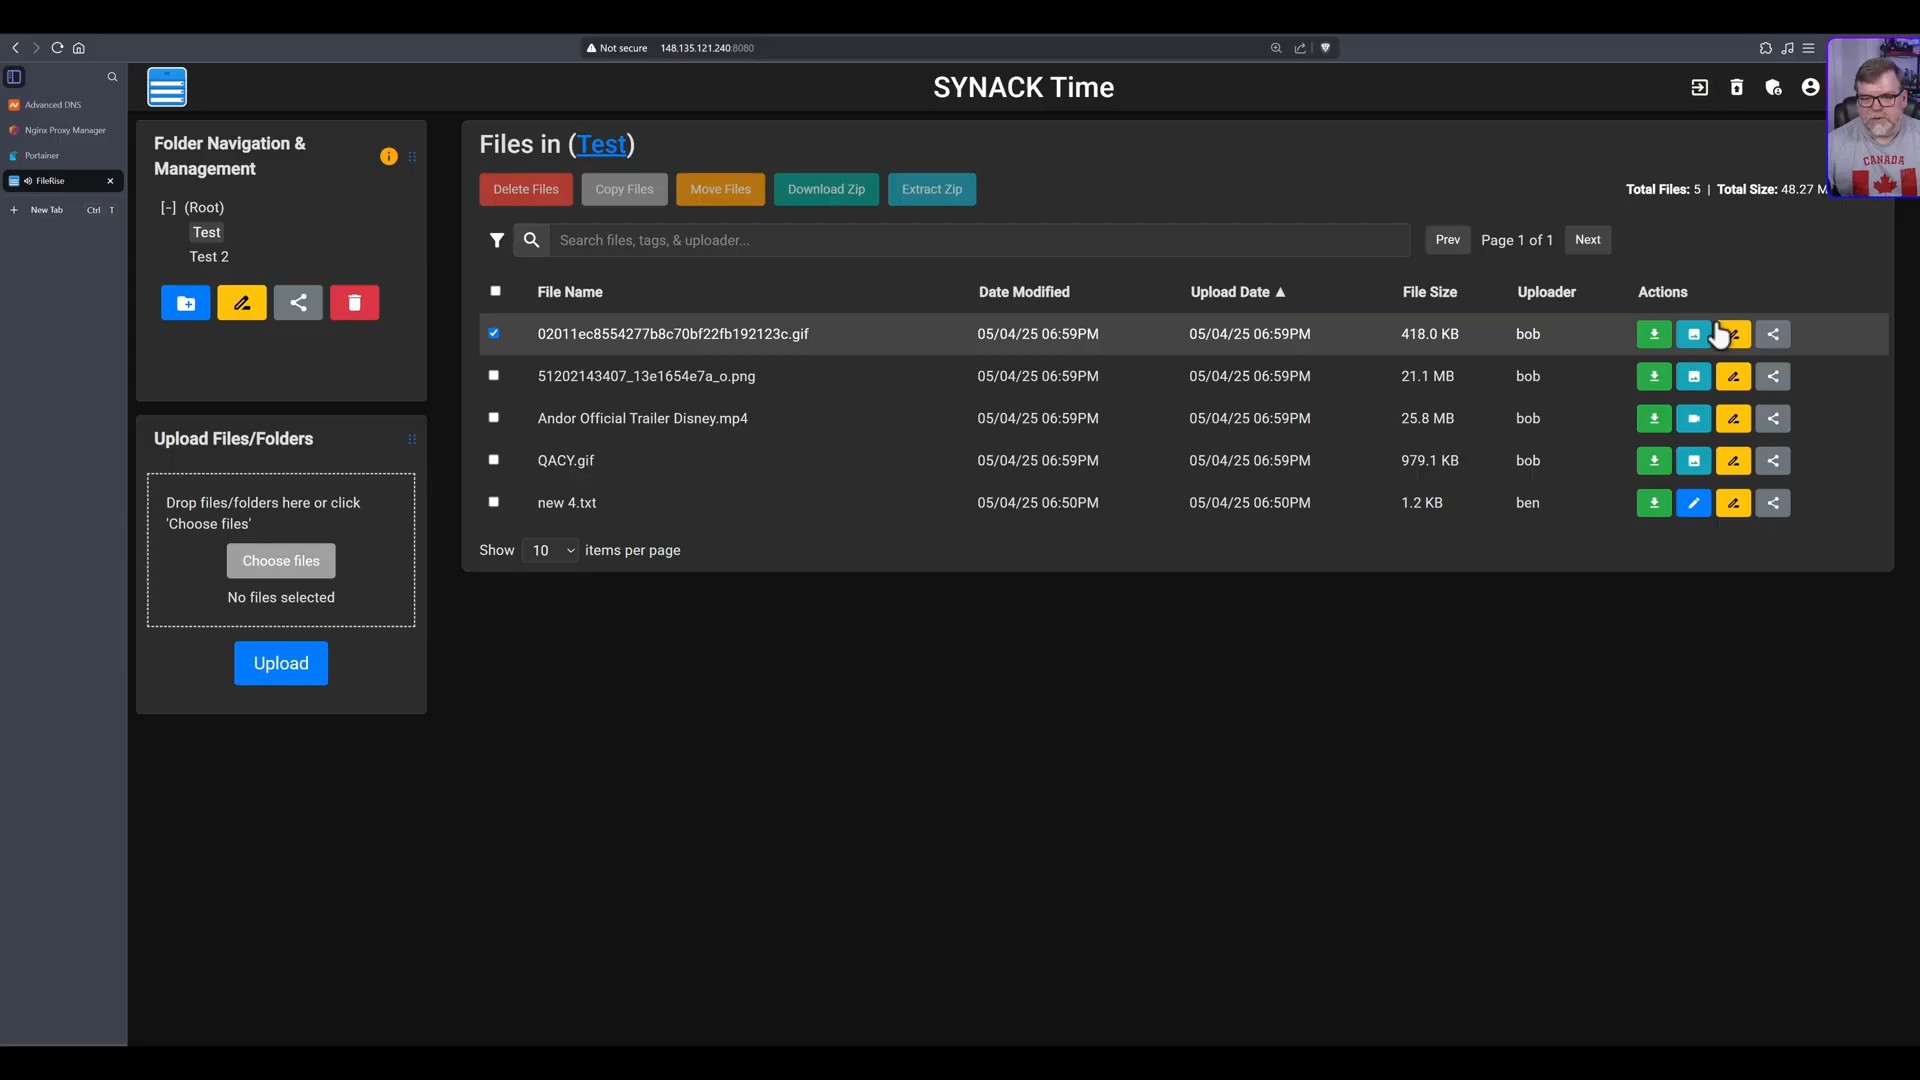 Not secure 148.135.121.240:8080
Advanced DNS
Nginx Proxy Manager
Portainer
FileRise
New Tab Ctrl T
SYNACK Time
Folder Navigation &
Management
[-] (Root)
Test
Test 2
Upload Files/Folders
Drop files/folders here or click
'Choose files'
Choose files
No files selected
Upload
Files in (Test)
Delete Files Copy Files Move Files Download Zip Extract Zip
Total Files: 5 | Total Size: 48.27 M
Search files, tags, & uploader...
Prev Page 1 of 1 Next
File Name Date Modified Upload Date ▲ File Size Uploader Actions
02011ec8554277b8c70bf22fb192123c.gif 05/04/25 06:59PM 05/04/25 06:59PM 418.0 KB bob
51202143407_13e1654e7a_o.png 05/04/25 06:59PM 05/04/25 06:59PM 21.1 MB bob
Andor Official Trailer Disney.mp4 05/04/25 06:59PM 05/04/25 06:59PM 25.8 MB bob
QACY.gif 05/04/25 06:59PM 05/04/25 06:59PM 979.1 KB bob
new 4.txt 05/04/25 06:50PM 05/04/25 06:50PM 1.2 KB ben
Show 10 items per page
CANADA